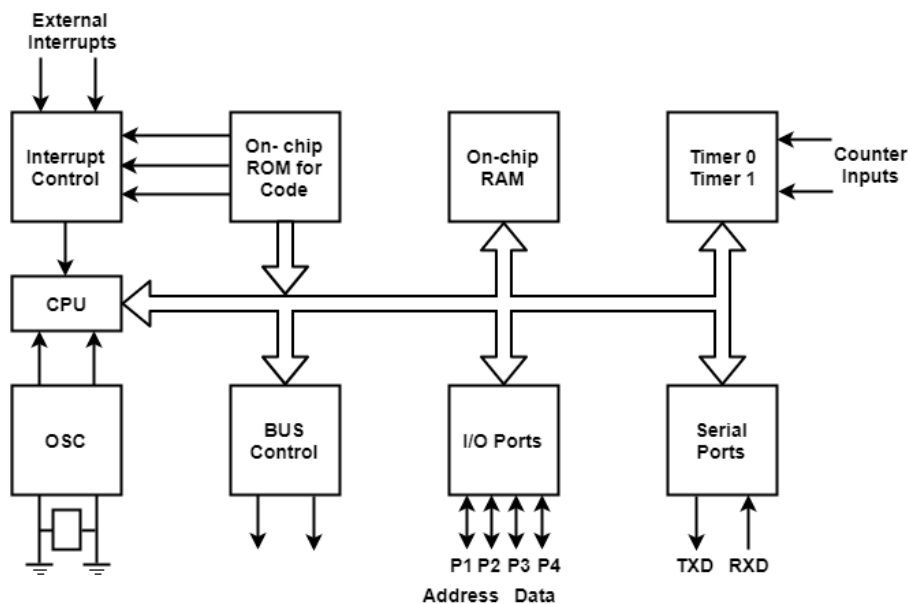 External
Interrupts
Interrupt
Control
On- chip
ROM for
Code
On-chip
RAM
Timer 0
Timer 1
Counter
Inputs
CPU
OSC
BUS
Control
I/O Ports
Serial
Ports
P1 P2 P3 P4
TXD RXD
Address Data